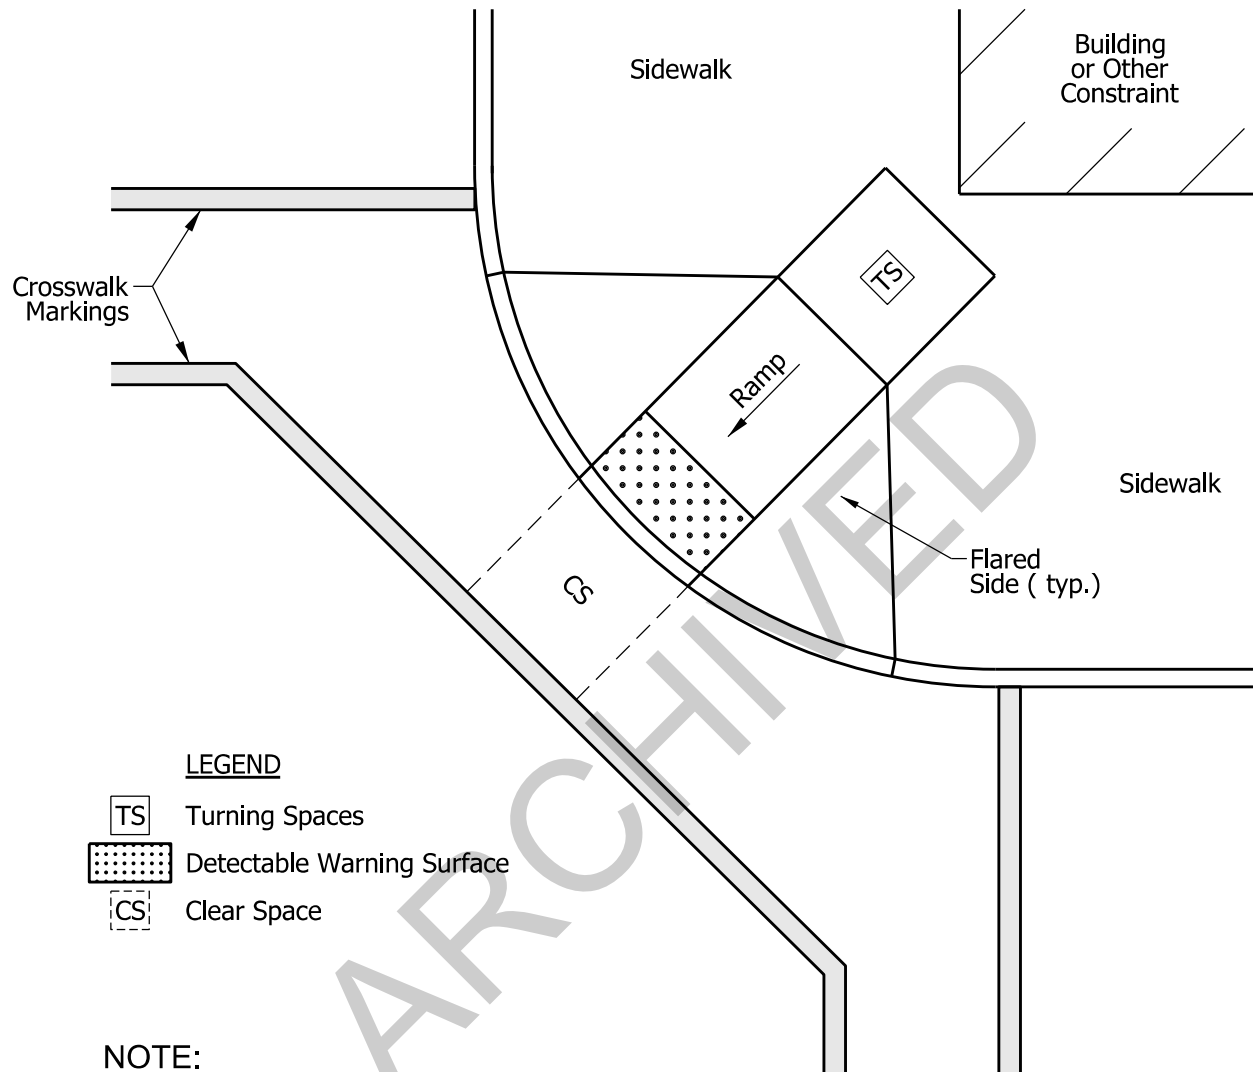 Sidewalk
Building
or Other
Constraint
TS
Crosswalk
Markings
Ramp
Sidewalk
Flared
Side ( typ.)
CS
ARCHIVED
LEGEND
TS Turning Spaces
Detectable Warning Surface
CS Clear Space
NOTE: